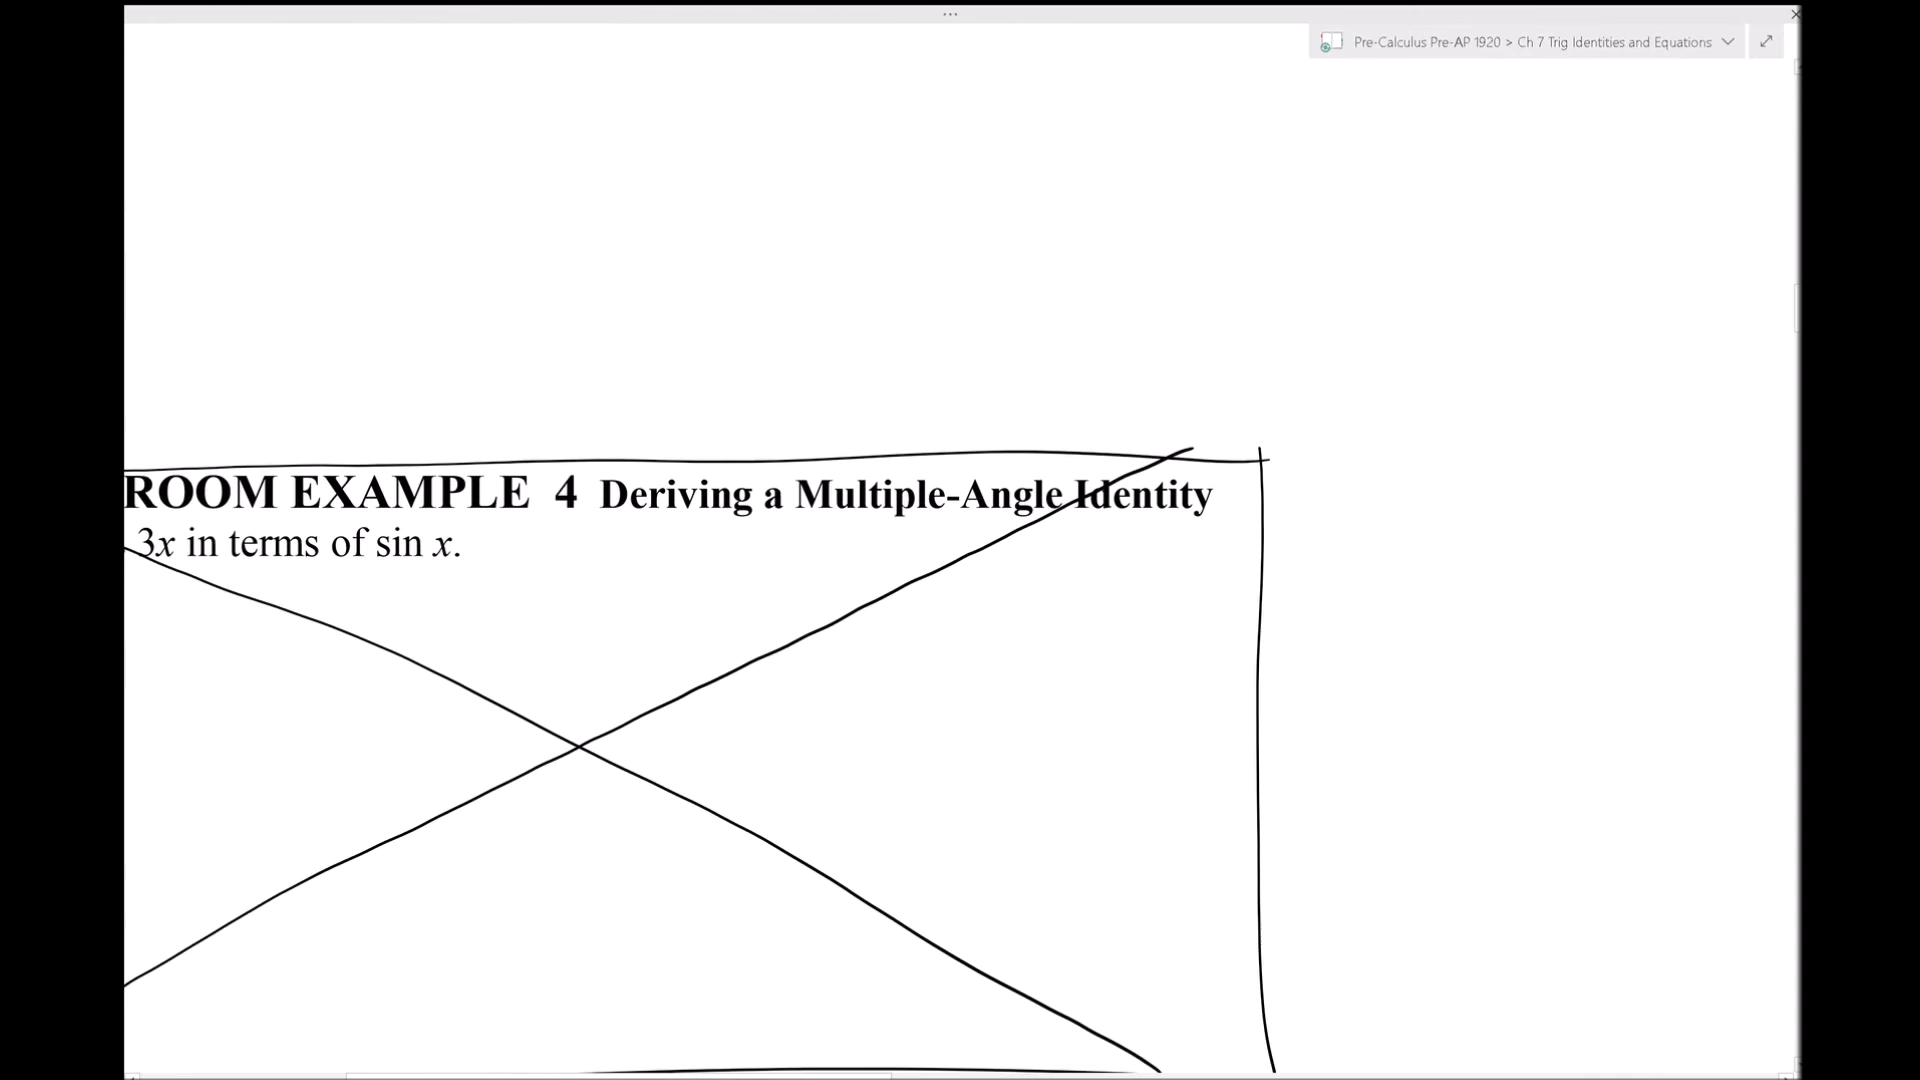 Pre-Calculus Pre-AP 1920 > Ch 7 Trig Identities and Equations
ROOM EXAMPLE 4 Deriving a Multiple-Angle Identity
3x in terms of sin x.